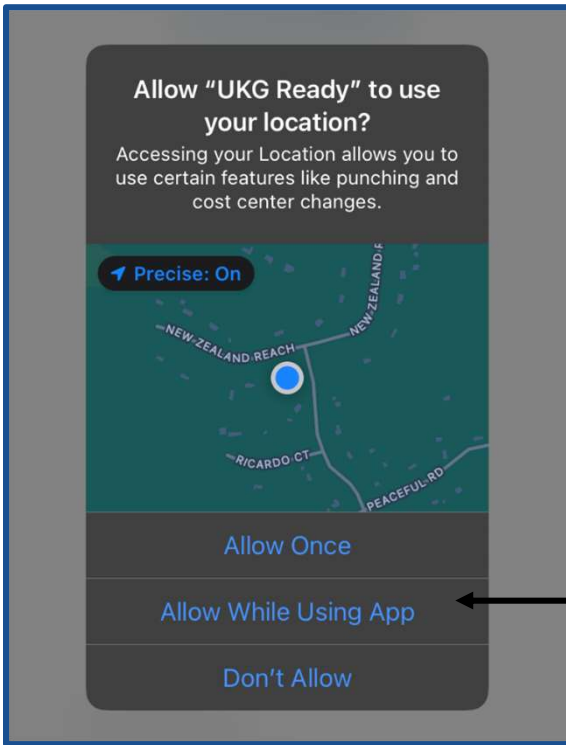 Allow “UKG Ready” to use
your location?
Accessing your Location allows you to
use certain features like punching and
cost center changes.
Precise: On
NEW ZEALAND R
NEW ZEALAND REACH
RICARDO CT
PEACEFUL RD
Allow Once
Allow While Using App
Don’t Allow